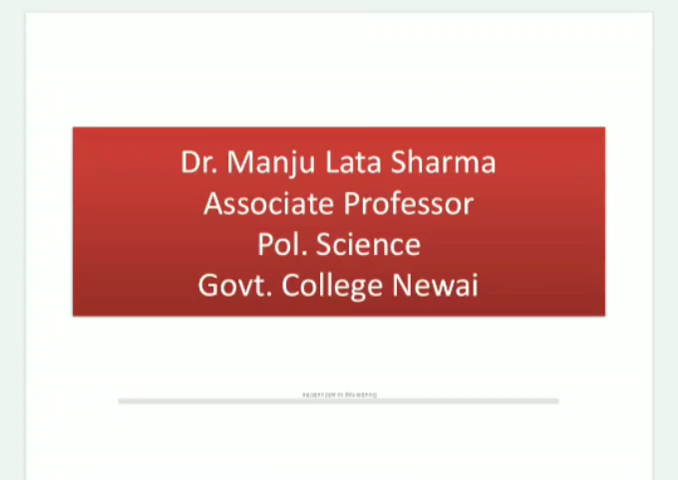 Dr. Manju Lata Sharma
Associate Professor
Pol. Science
Govt. College Newai